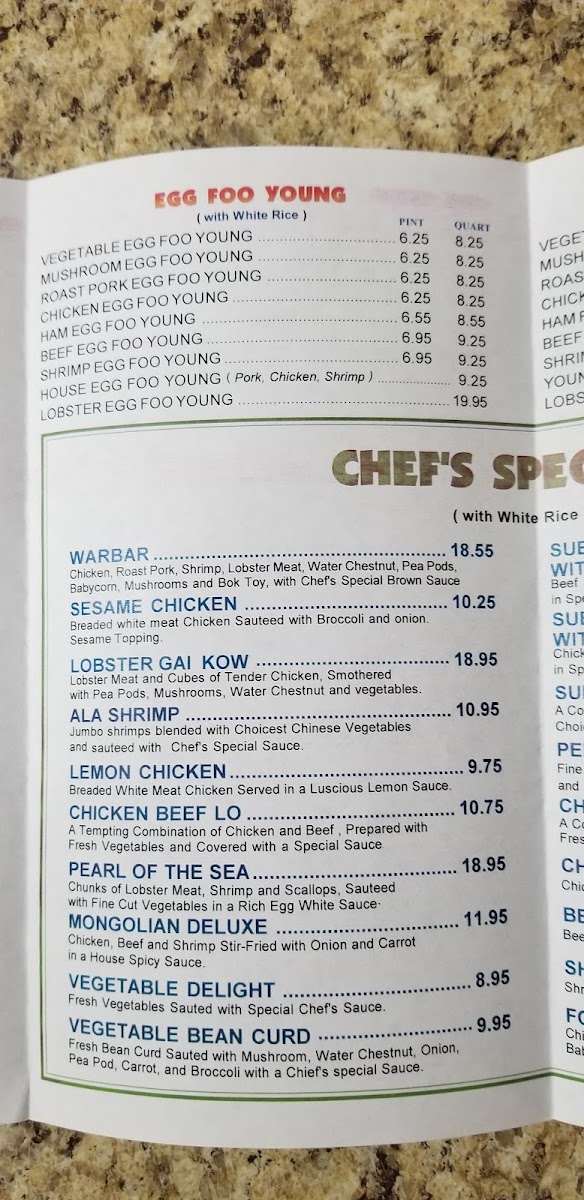 EGG FOO YOUNG
( with White Rice )
PINT QUART
VEGETABLE EGG FOO YOUNG 6.25 8.25
MUSHROOM EGG FOO YOUNG 6.25 8.25
ROAST PORK EGG FOO YOUNG 6.25 8.25
CHICKEN EGG FOO YOUNG 6.25 8.25
HAM EGG FOO YOUNG 6.55 8.55
BEEF EGG FOO YOUNG 6.95 9.25
SHRIMP EGG FOO YOUNG 6.95 9.25
HOUSE EGG FOO YOUNG ( Pork, Chicken, Shrimp ) 9.25
LOBSTER EGG FOO YOUNG 19.95
CHEF'S SPEC
( with White Rice
WARBAR 18.55
Chicken, Roast Pork, Shrimp, Lobster Meat, Water Chestnut, Pea Pods,
Babycorn, Mushrooms and Bok Toy, with Chef's Special Brown Sauce
SESAME CHICKEN 10.25
Breaded white meat Chicken Sauteed with Broccoli and onion.
Sesame Topping.
LOBSTER GAI KOW 18.95
Lobster Meat and Cubes of Tender Chicken, Smothered
with Pea Pods, Mushrooms, Water Chestnut and vegetables.
ALA SHRIMP 10.95
Jumbo shrimps blended with Choicest Chinese Vegetables
and sauteed with Chef's Special Sauce.
LEMON CHICKEN 9.75
Breaded White Meat Chicken Served in a Luscious Lemon Sauce.
CHICKEN BEEF LO 10.75
A Tempting Combination of Chicken and Beef , Prepared with
Fresh Vegetables and Covered with a Special Sauce
PEARL OF THE SEA 18.95
Chunks of Lobster Meat, Shrimp and Scallops, Sauteed
with Fine Cut Vegetables in a Rich Egg White Sauce.
MONGOLIAN DELUXE 11.95
Chicken, Beef and Shrimp Stir-Fried with Onion and Carrot
in a House Spicy Sauce.
VEGETABLE DELIGHT 8.95
Fresh Vegetables Sauted with Special Chef's Sauce.
VEGETABLE BEAN CURD 9.95
Fresh Bean Curd Sauted with Mushroom, Water Chestnut, Onion,
Pea Pod, Carrot, and Broccoli with a Chief's special Sauce.